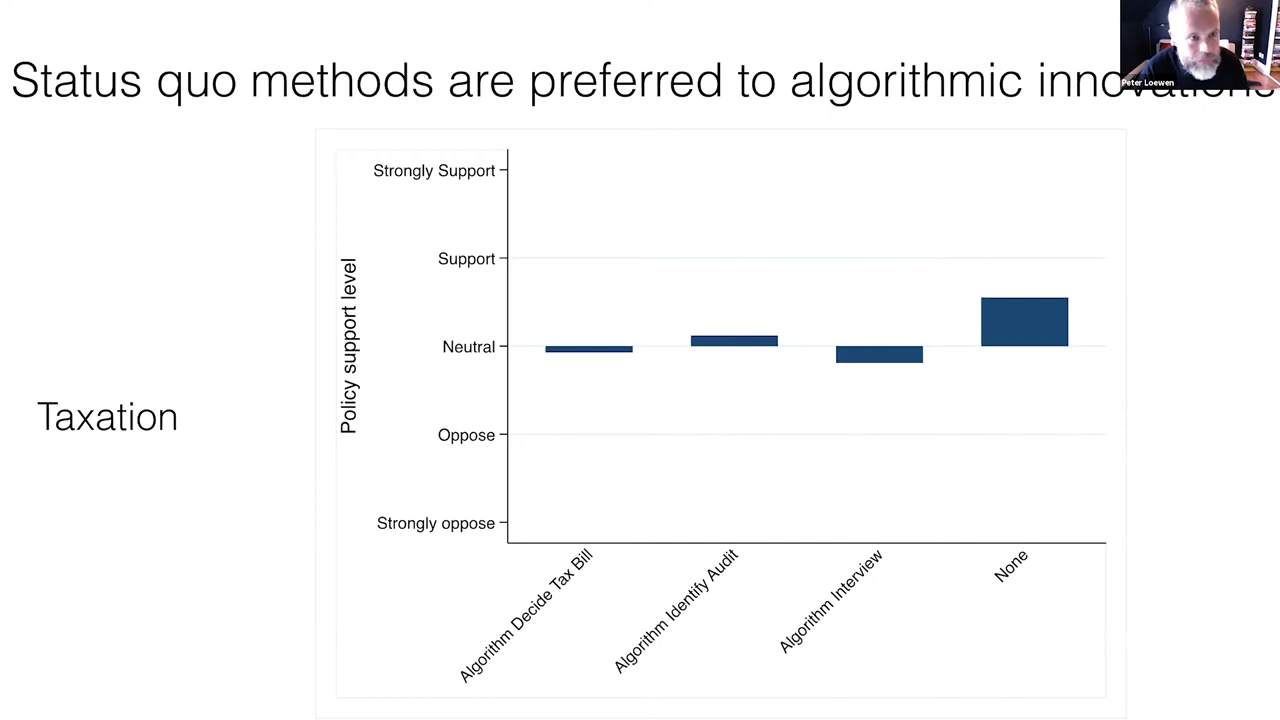 Status quo methods are preferred to algorithmic innovations
Peter Loewen
Taxation
Policy support level
Strongly Support
Support
Neutral
Oppose
Strongly oppose
Algorithm Decide Tax Bill
Algorithm Identify Audit
Algorithm Interview
None